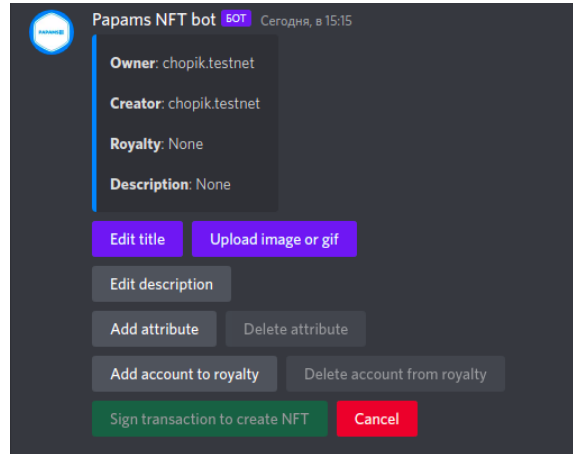 Papams NFT bot БОТ Сегодня, в 15:15
PAPAMS
Owner: chopik.testnet
Creator: chopik.testnet
Royalty: None
Description: None
Edit title Upload image or gif
Edit description
Add attribute Delete attribute
Add account to royalty Delete account from royalty
Sign transaction to create NFT Cancel